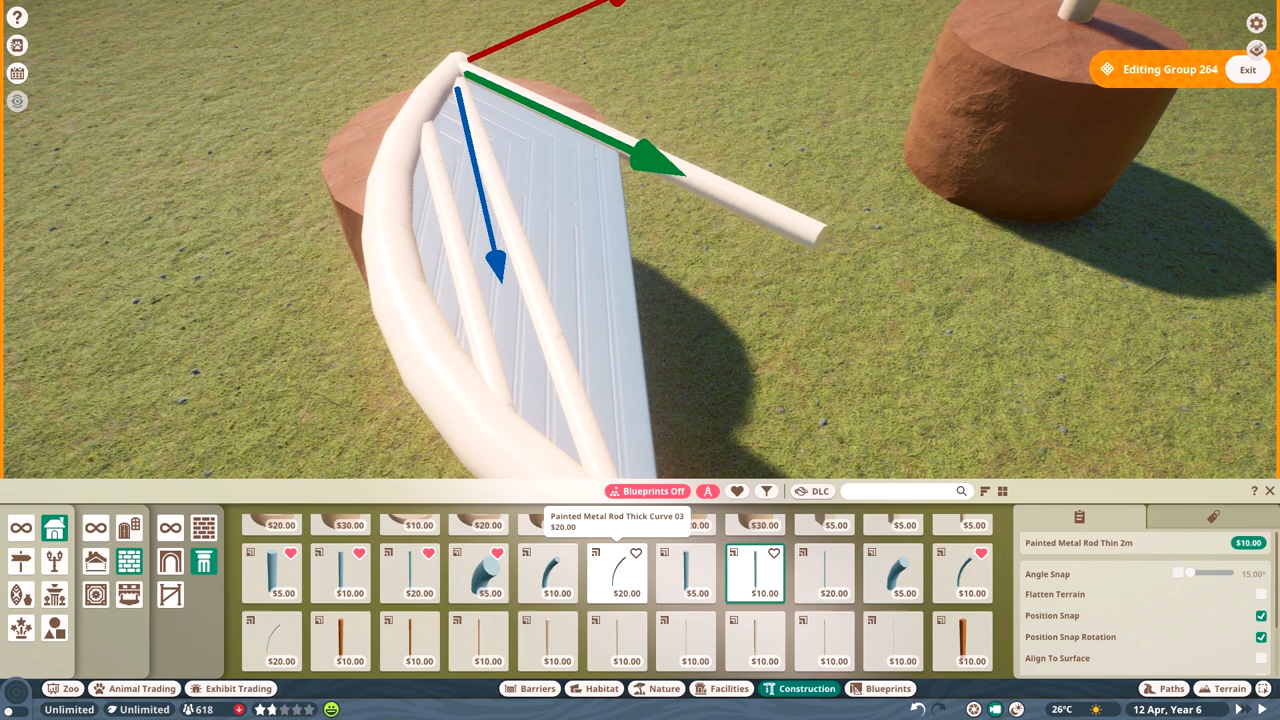 ?
Editing Group 264
Exit
Blueprints Off
DLC
?
Painted Metal Rod Thick Curve 03
$20.00
$20.00
$30.00
$10.00
$20.00
$30.00
$5.00
$5.00
$5.00
$5.00
$10.00
$20.00
$5.00
$10.00
$20.00
$5.00
$10.00
$20.00
$5.00
$10.00
$20.00
$10.00
$10.00
$10.00
$10.00
$10.00
$10.00
$10.00
$10.00
$10.00
$10.00
Painted Metal Rod Thin 2m
$10.00
Angle Snap
15.00°
Flatten Terrain
Position Snap
Position Snap Rotation
Align To Surface
Zoo
Animal Trading
Exhibit Trading
Barriers
Habitat
Nature
Facilities
Construction
Blueprints
Paths
Terrain
Unlimited
Unlimited
618
26°C
12 Apr, Year 6